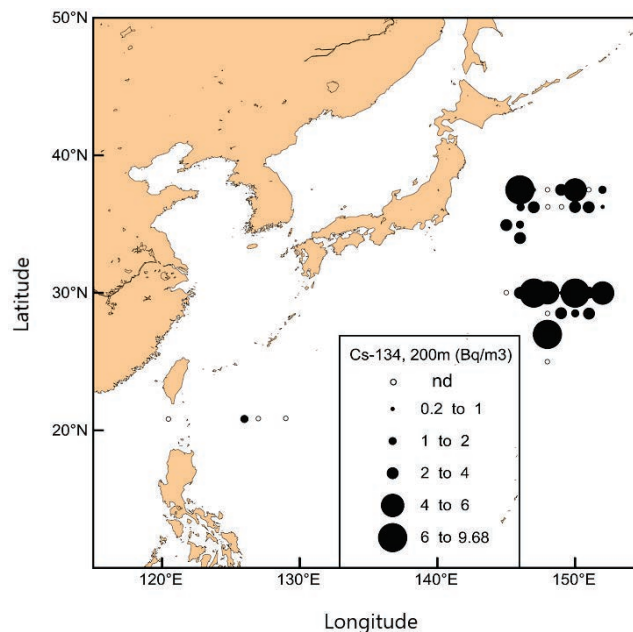 50°N
40°N
30°N
20°N
Latitude
Cs-134, 200m (Bq/m3)
nd
0.2 to 1
1 to 2
2 to 4
4 to 6
6 to 9.68
120°E 130°E 140°E 150°E
Longitude